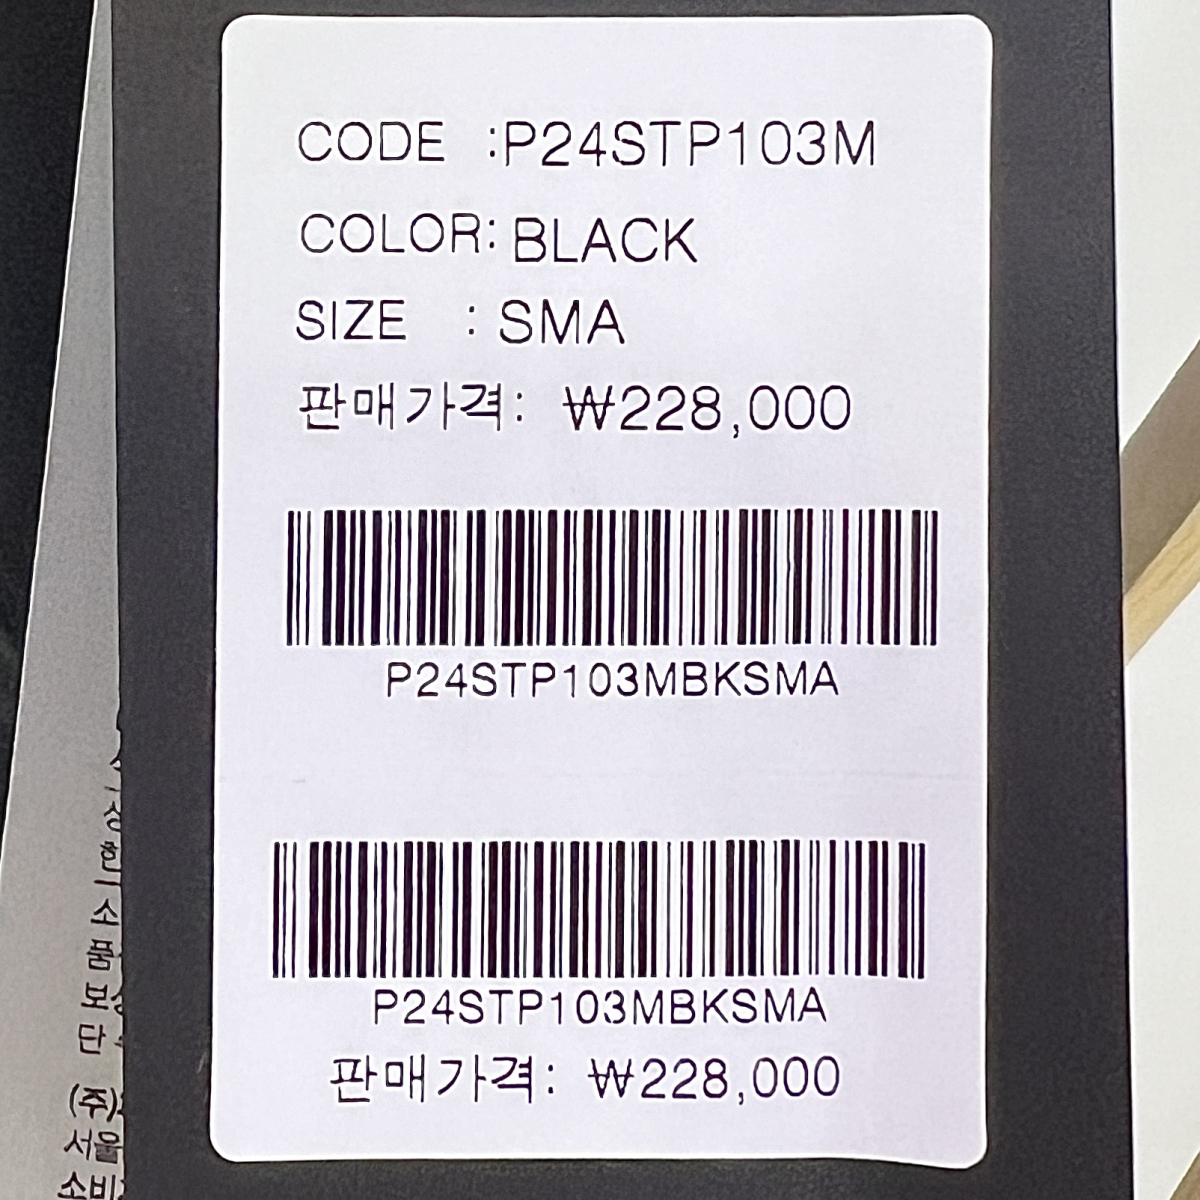 CODE :P24STP103M
COLOR: BLACK
SIZE : SMA
판매가격: ₩228,000
P24STP103MBKSMA
P24STP103MBKSMA
판매가격: ₩228,000
품
단
(주)
서울
소비